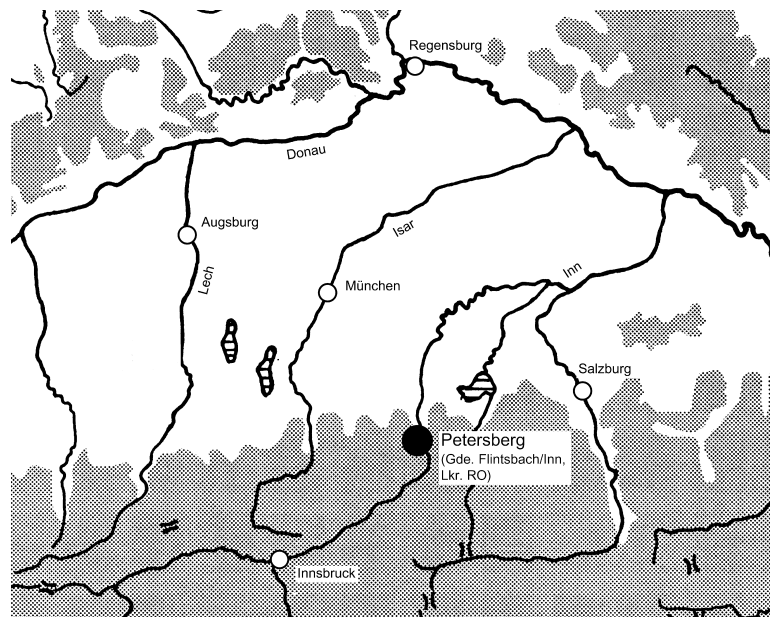 Regensburg
Donau
Augsburg
Isar
Lech
Inn
München
Salzburg
Petersberg
(Gde. Flintsbach/Inn,
Lkr. RO)
Innsbruck